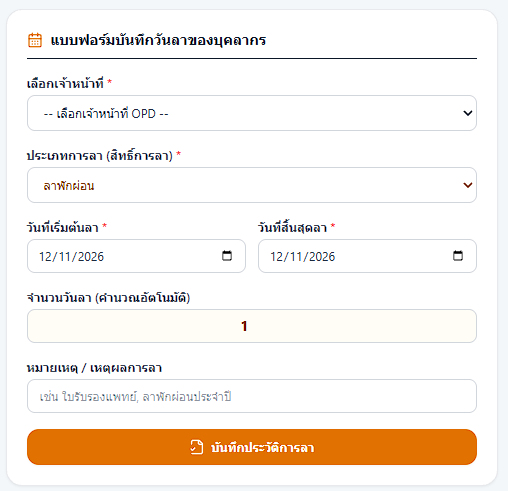 แบบฟอร์มบันทึกวันลาของบุคลากร
เลือกเจ้าหน้าที่ *
-- เลือกเจ้าหน้าที่ OPD --
ประเภทการลา (สิทธิ์การลา) *
ลาพักผ่อน
วันที่เริ่มต้นลา *
วันที่สิ้นสุดลา *
12/11/2026
12/11/2026
จำนวนวันลา (คำนวณอัตโนมัติ)
1
หมายเหตุ / เหตุผลการลา
เช่น ใบรับรองแพทย์, ลาพักผ่อนประจำปี
บันทึกประวัติการลา